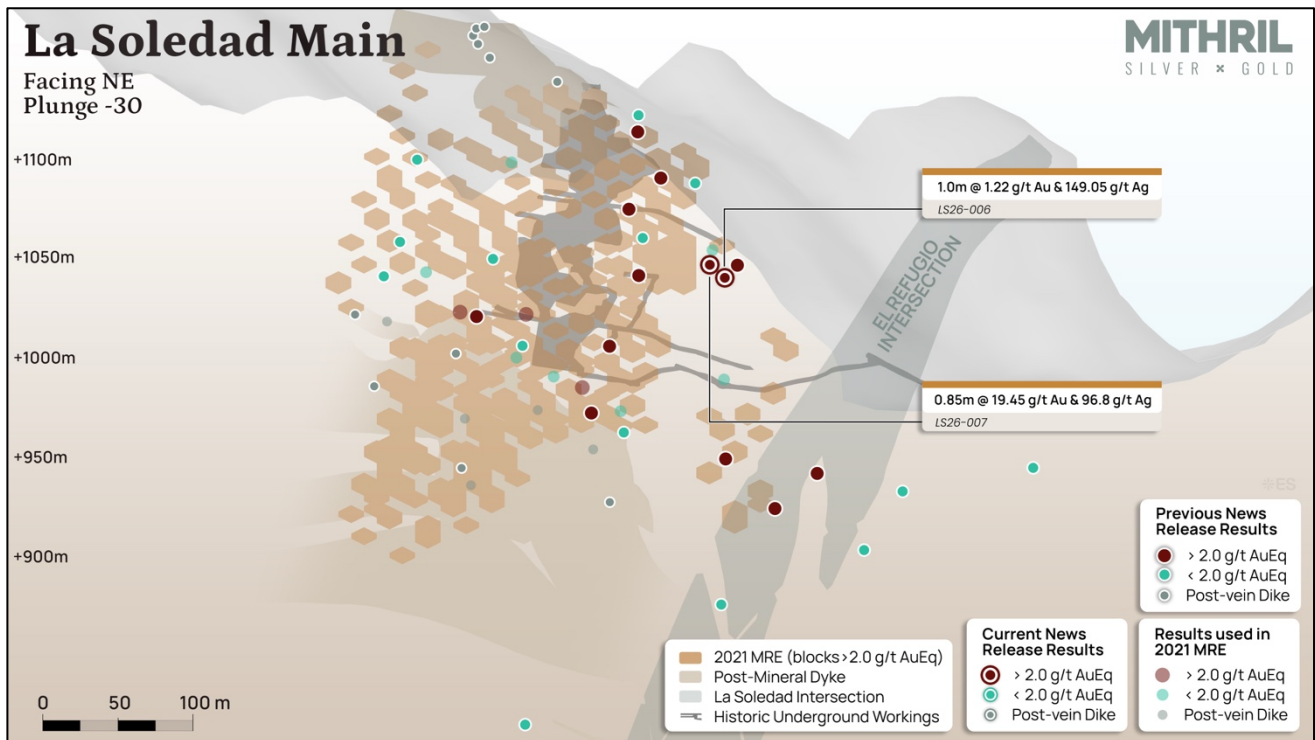 La Soledad Main
Facing NE
Plunge -30
MITHRIL
SILVER × GOLD
+1100m
+1050m
+1000m
+950m
+900m
1.0m @ 1.22 g/t Au & 149.05 g/t Ag
LS26-006
EL REFUGIO
INTERSECTION
0.85m @ 19.45 g/t Au & 96.8 g/t Ag
LS26-007
ES
0 50 100 m
2021 MRE (blocks>2.0 g/t AuEq)
Post-Mineral Dyke
La Soledad Intersection
Historic Underground Workings
Current News
Release Results
> 2.0 g/t AuEq
< 2.0 g/t AuEq
Post-vein Dike
Previous News
Release Results
> 2.0 g/t AuEq
< 2.0 g/t AuEq
Post-vein Dike
Results used in
2021 MRE
> 2.0 g/t AuEq
< 2.0 g/t AuEq
Post-vein Dike